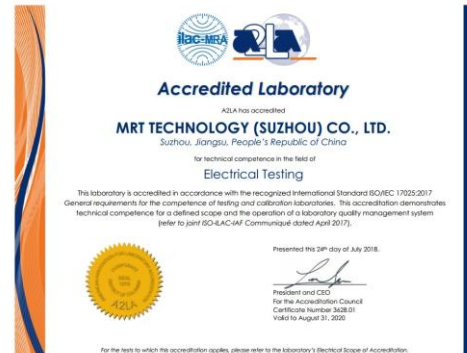 ilac-MRA
A2LA
Accredited Laboratory
A2LA has accredited
MRT TECHNOLOGY (SUZHOU) CO., LTD.
Suzhou, Jiangsu, People's Republic of China
for technical competence in the field of
Electrical Testing
This laboratory is accredited in accordance with the recognized International Standard ISO/IEC 17025:2017
General requirements for the competence of testing and calibration laboratories. This accreditation demonstrates
technical competence for a defined scope and the operation of a laboratory quality management system
(refer to joint ISO-ILAC-IAF Communiqué dated April 2017).
Presented this 24th day of July 2018.
President and CEO
For the Accreditation Council
Certificate Number 3628.01
Valid to August 31, 2020
SEAL
A2LA
For the tests to which this accreditation applies, please refer to the laboratory's Electrical Scope of Accreditation.